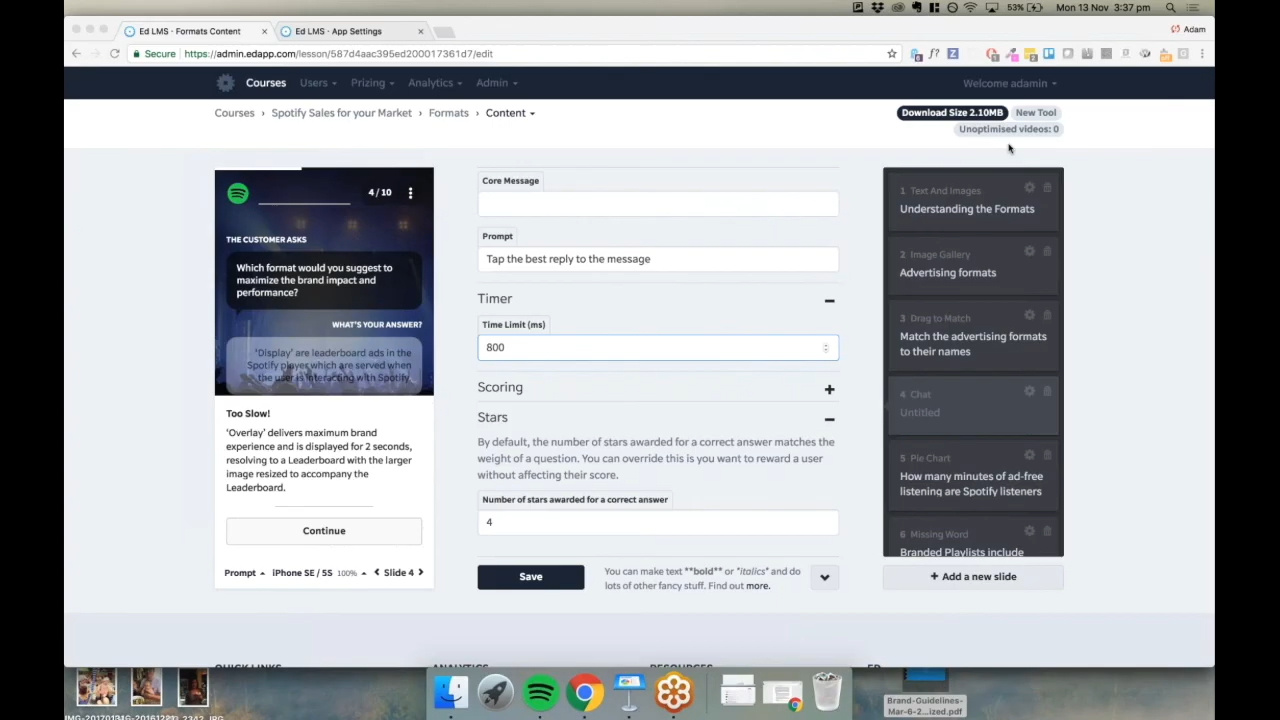 53%
Mon 13 Nov 3:37 pm
Ed LMS · Formats Content
Ed LMS · App Settings
Adam
Secure
https://admin.edapp.com/lesson/587d4aac395ed200017361d7/edit
Courses
Users
Prizing
Analytics
Admin
Welcome adamin
Courses › Spotify Sales for your Market › Formats › Content
Download Size 2.10MB
New Tool
Unoptimised videos: 0
4/10
THE CUSTOMER ASKS
Which format would you suggest to
maximize the brand impact and
performance?
WHAT'S YOUR ANSWER?
'Display' are leaderboard ads in the
Spotify player which are served when
the user is interacting with Spotify
Too Slow!
‘Overlay’ delivers maximum brand
experience and is displayed for 2 seconds,
resolving to a Leaderboard with the larger
image resized to accompany the
Leaderboard.
Continue
Prompt
iPhone SE / 5S
100%
Slide 4
Core Message
Prompt
Tap the best reply to the message
Timer
Time Limit (ms)
800
Scoring
Stars
By default, the number of stars awarded for a correct answer matches the
weight of a question. You can override this is you want to reward a user
without affecting their score.
Number of stars awarded for a correct answer
4
Save
You can make text **bold** or *italics* and do
lots of other fancy stuff. Find out more.
1 Text And Images
Understanding the Formats
2 Image Gallery
Advertising formats
3 Drag to Match
Match the advertising formats
to their names
4 Chat
Untitled
5 Pie Chart
How many minutes of ad-free
listening are Spotify listeners
6 Missing Word
Branded Playlists include
+ Add a new slide
QUICK LINKS
ANALYTICS
RESOURCES
ED
Brand-Guidelines-
Mar-6-2...ized.pdf